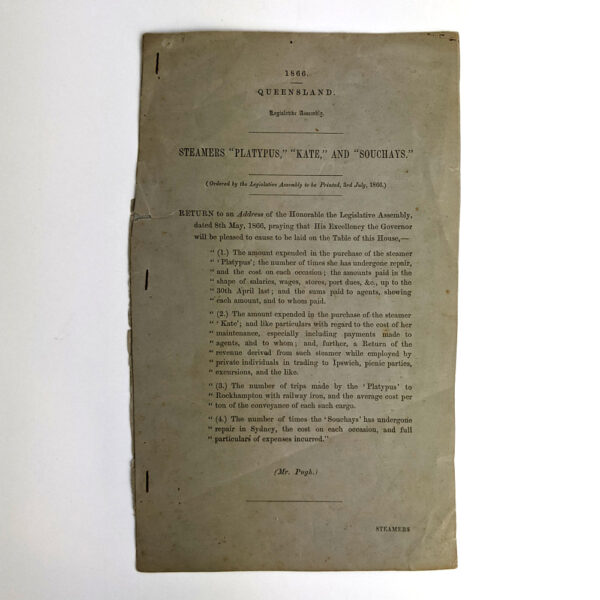 1866.
QUEENSLAND.
Legislative Assembly.
STEAMERS "PLATYPUS," "KATE," AND "SOUCHAYS."
(Ordered by the Legislative Assembly to be Printed, 3rd July, 1866.)
RETURN to an Address of the Honorable the Legislative Assembly,
dated 8th May, 1866, praying that His Excellency the Governor
will be pleased to cause to be laid on the Table of this House,—
" (1.) The amount expended in the purchase of the steamer
" 'Platypus'; the number of times she has undergone repair,
" and the cost on each occasion; the amounts paid in the
" shape of salaries, wages, stores, port dues, &c., up to the
" 30th April last; and the sums paid to agents, showing
" each amount, and to whom paid.
" (2.) The amount expended in the purchase of the steamer
" 'Kate'; and like particulars with regard to the cost of her
" maintenance, especially including payments made to
" agents, and to whom; and, further, a Return of the
" revenue derived from such steamer while employed by
" private individuals in trading to Ipswich, picnic parties,
" excursions, and the like.
" (3.) The number of trips made by the 'Platypus' to
" Rockhampton with railway iron, and the average cost per
" ton of the conveyance of each such cargo.
" (4.) The number of times the 'Souchays' has undergone
" repair in Sydney, the cost on each occasion, and full
" particulars of expenses incurred."
(Mr. Pugh.)
STEAMERS